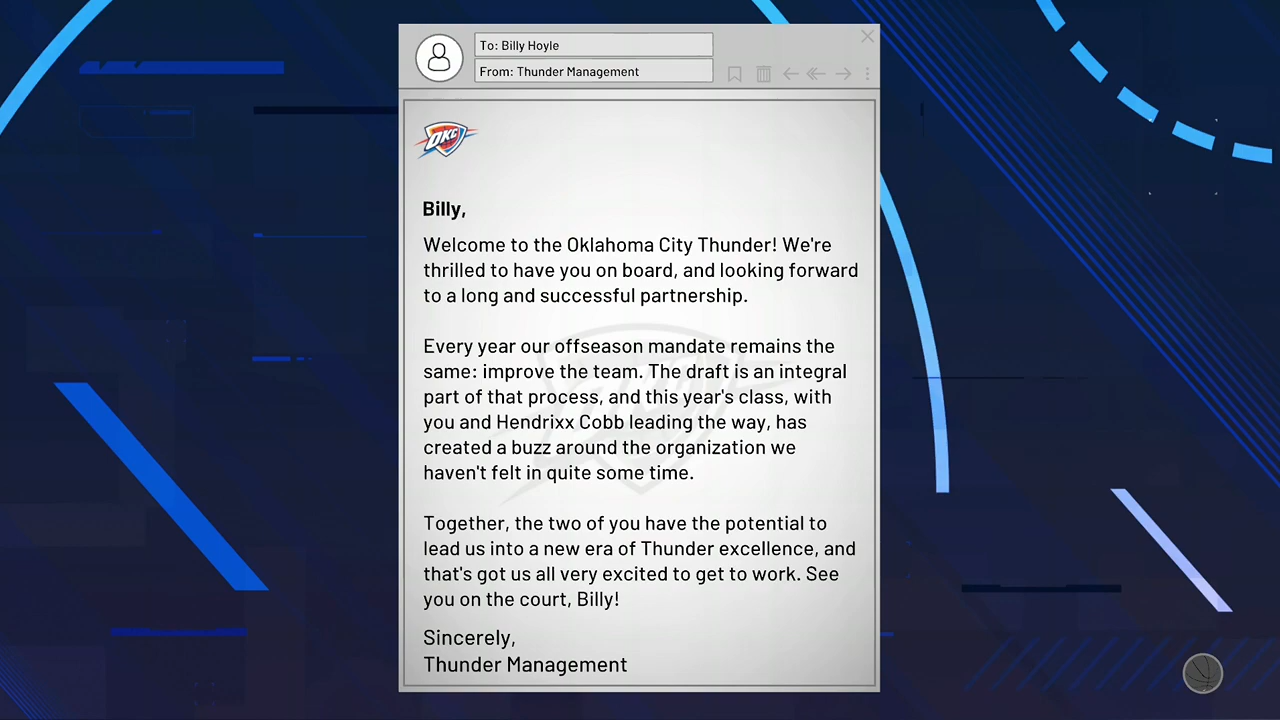 To: Billy Hoyle
From: Thunder Management
OKC
Billy,
Welcome to the Oklahoma City Thunder! We're
thrilled to have you on board, and looking forward
to a long and successful partnership.
Every year our offseason mandate remains the
same: improve the team. The draft is an integral
part of that process, and this year's class, with
you and Hendrixx Cobb leading the way, has
created a buzz around the organization we
haven't felt in quite some time.
Together, the two of you have the potential to
lead us into a new era of Thunder excellence, and
that's got us all very excited to get to work. See
you on the court, Billy!
Sincerely,
Thunder Management